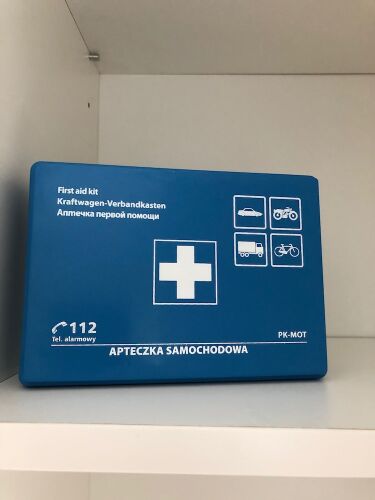 First aid kit
Kraftwagen-Verbandkasten
Аптечка первой помощи
112
Tel. alarmowy
PK-MOT
APTECZKA SAMOCHODOWA